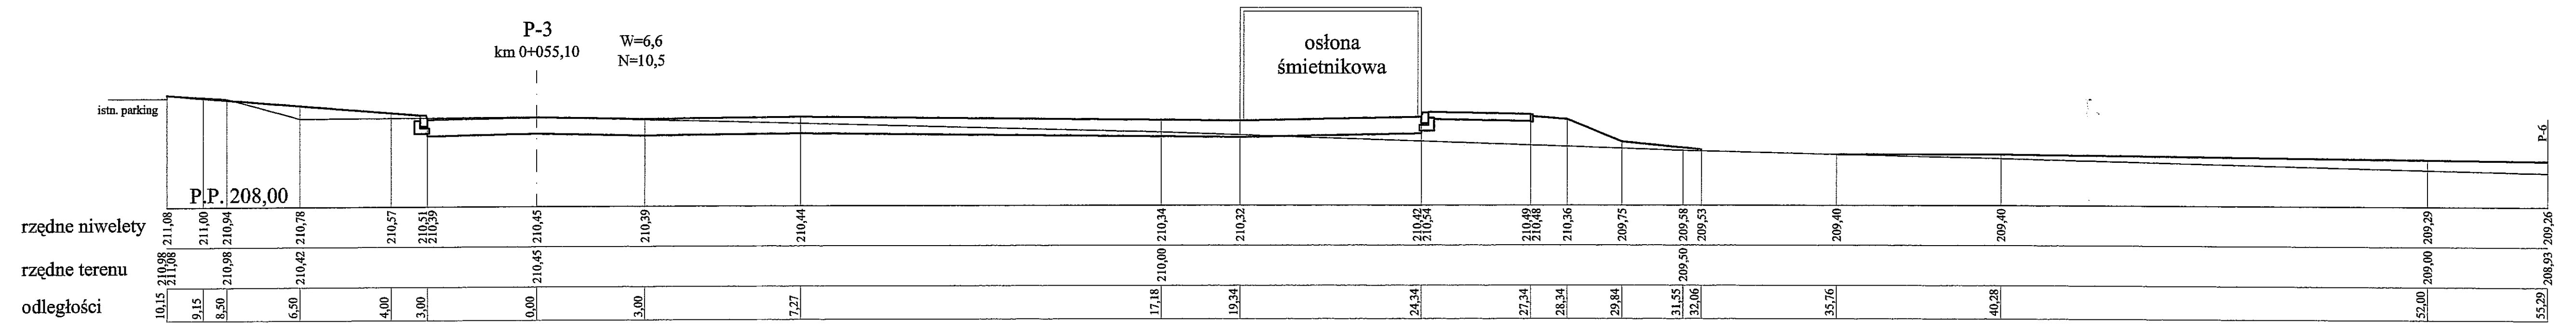 P-3
km 0+055,10
W=6,6
N=10,5
osłona
śmietnikowa
istn. parking
P-6
P.P. 208,00
rzędne niwelety
211,08 211,00 210,94 210,78 210,57 210,51 210,39 210,45 210,39 210,44 210,34 210,32 210,42 210,54 210,49 210,48 210,36 209,75 209,58 209,53 209,40 209,40 209,29 209,26
rzędne terenu
210,98 211,08 210,98 210,42 210,45 210,00 209,50 209,00 208,93
odległości
10,15 9,15 8,50 6,50 4,00 3,00 0,00 3,00 7,27 17,18 19,34 24,34 27,34 28,34 29,84 31,55 32,06 35,76 40,28 52,00 55,29